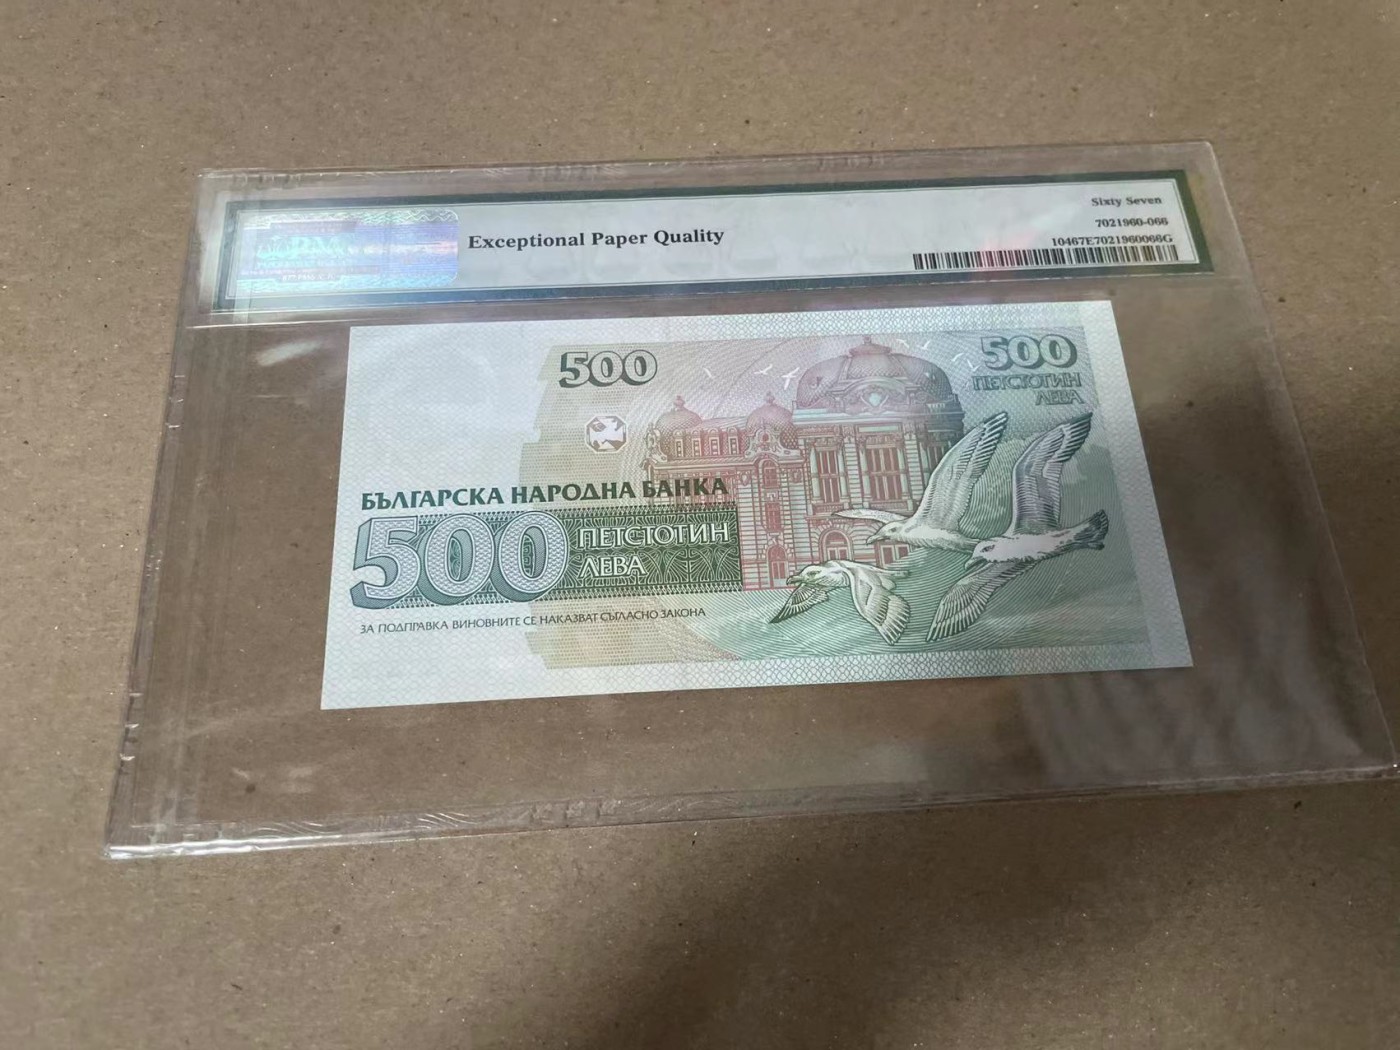 Sixty Seven
7021960-066
Exceptional Paper Quality
10467E7021960066G
500
500
ПЕТСТОТИН
ЛЕВА
БЪЛГАРСКА НАРОДНА БАНКА
500 ПЕТСТОТИН
ЛЕВА
ЗА ПОДПРАВКА ВИНОВНИТЕ СЕ НАКАЗВАТ СЪГЛАСНО ЗАКОНА